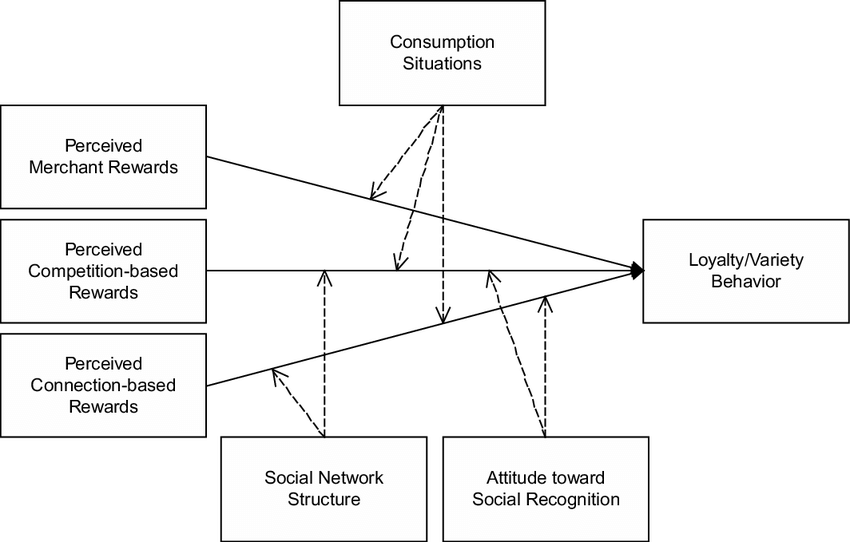 Consumption
Situations
Perceived
Merchant Rewards
Perceived
Competition-based
Rewards
Loyalty/Variety
Behavior
Perceived
Connection-based
Rewards
Social Network
Structure
Attitude toward
Social Recognition